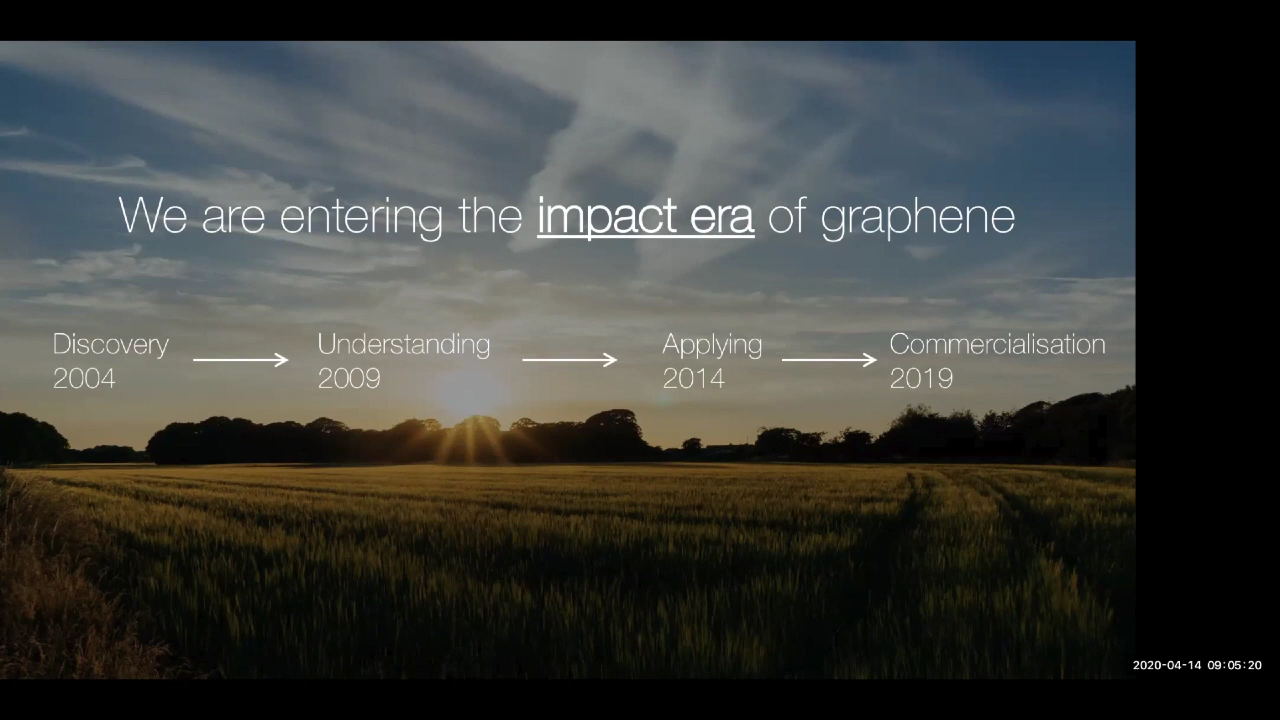 We are entering the impact era of graphene
Discovery
2004
Understanding
2009
Applying
2014
Commercialisation
2019
2020-04-14 09:05:20